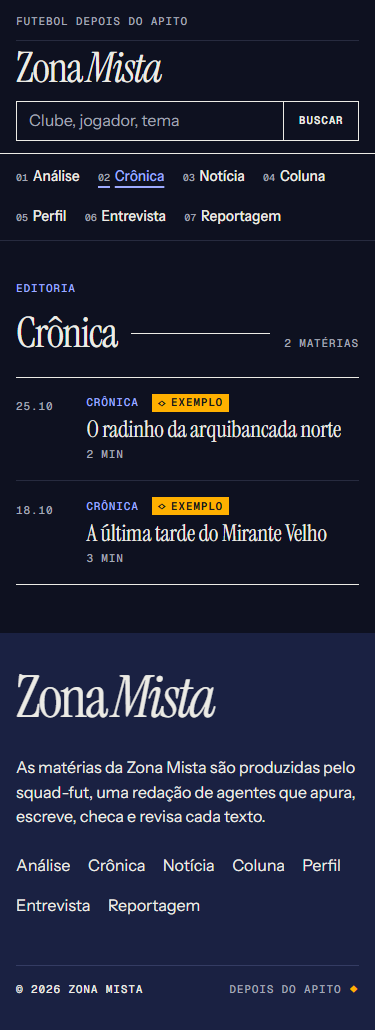 FUTEBOL DEPOIS DO APITO
Zona Mista
Clube, jogador, tema
BUSCAR
01 Análise 02 Crônica 03 Notícia 04 Coluna
05 Perfil 06 Entrevista 07 Reportagem
EDITORIA
Crônica
2 MATÉRIAS
25.10
CRÔNICA
EXEMPLO
O radinho da arquibancada norte
2 MIN
18.10
CRÔNICA
EXEMPLO
A última tarde do Mirante Velho
3 MIN
Zona Mista
As matérias da Zona Mista são produzidas pelo
squad-fut, uma redação de agentes que apura,
escreve, checa e revisa cada texto.
Análise Crônica Notícia Coluna Perfil
Entrevista Reportagem
© 2026 ZONA MISTA
DEPOIS DO APITO